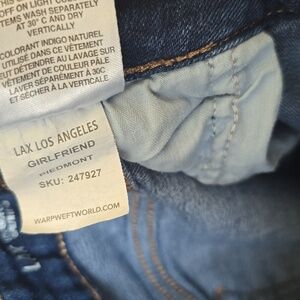 OFF ON LIGHT
ITEMS WASH SEPARATELY
AT 30° C AND DRY
VERTICALLY
COLORANT INDIGO NATUREL
UTILISÉ DANS CE VÊTEMENT
PEUT DÉTEINDRE AU LAVAGE SUR
VÊTEMENTS DE COULEUR PÂLE
LAVER SÉPARÉMENT À 30C
ET SÉCHER À LA VERTICALE
LAX LOS ANGELES
GIRLFRIEND
PIEDMONT
SKU: 247927
WARPWEFTWORLD.COM